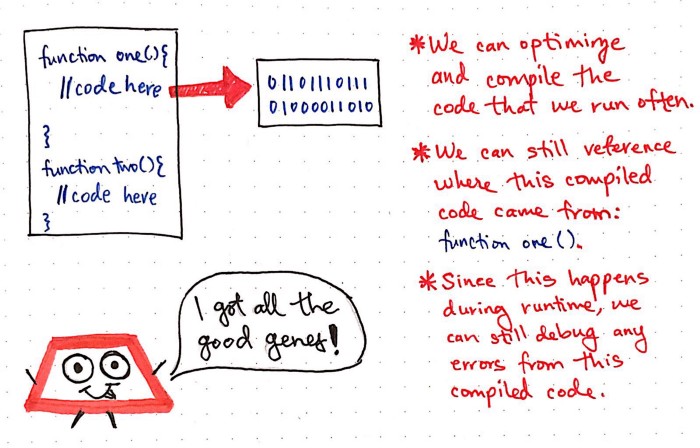 function one(){
//code here
}
function two(){
//code here
}
01101110111
01000011010
*We can optimize
and compile the
code that we run often.
*We can still reference
where this compiled
code came from:
function one().
*Since this happens
during runtime, we
can still debug any
errors from this
compiled code.
I got all the
good genes!